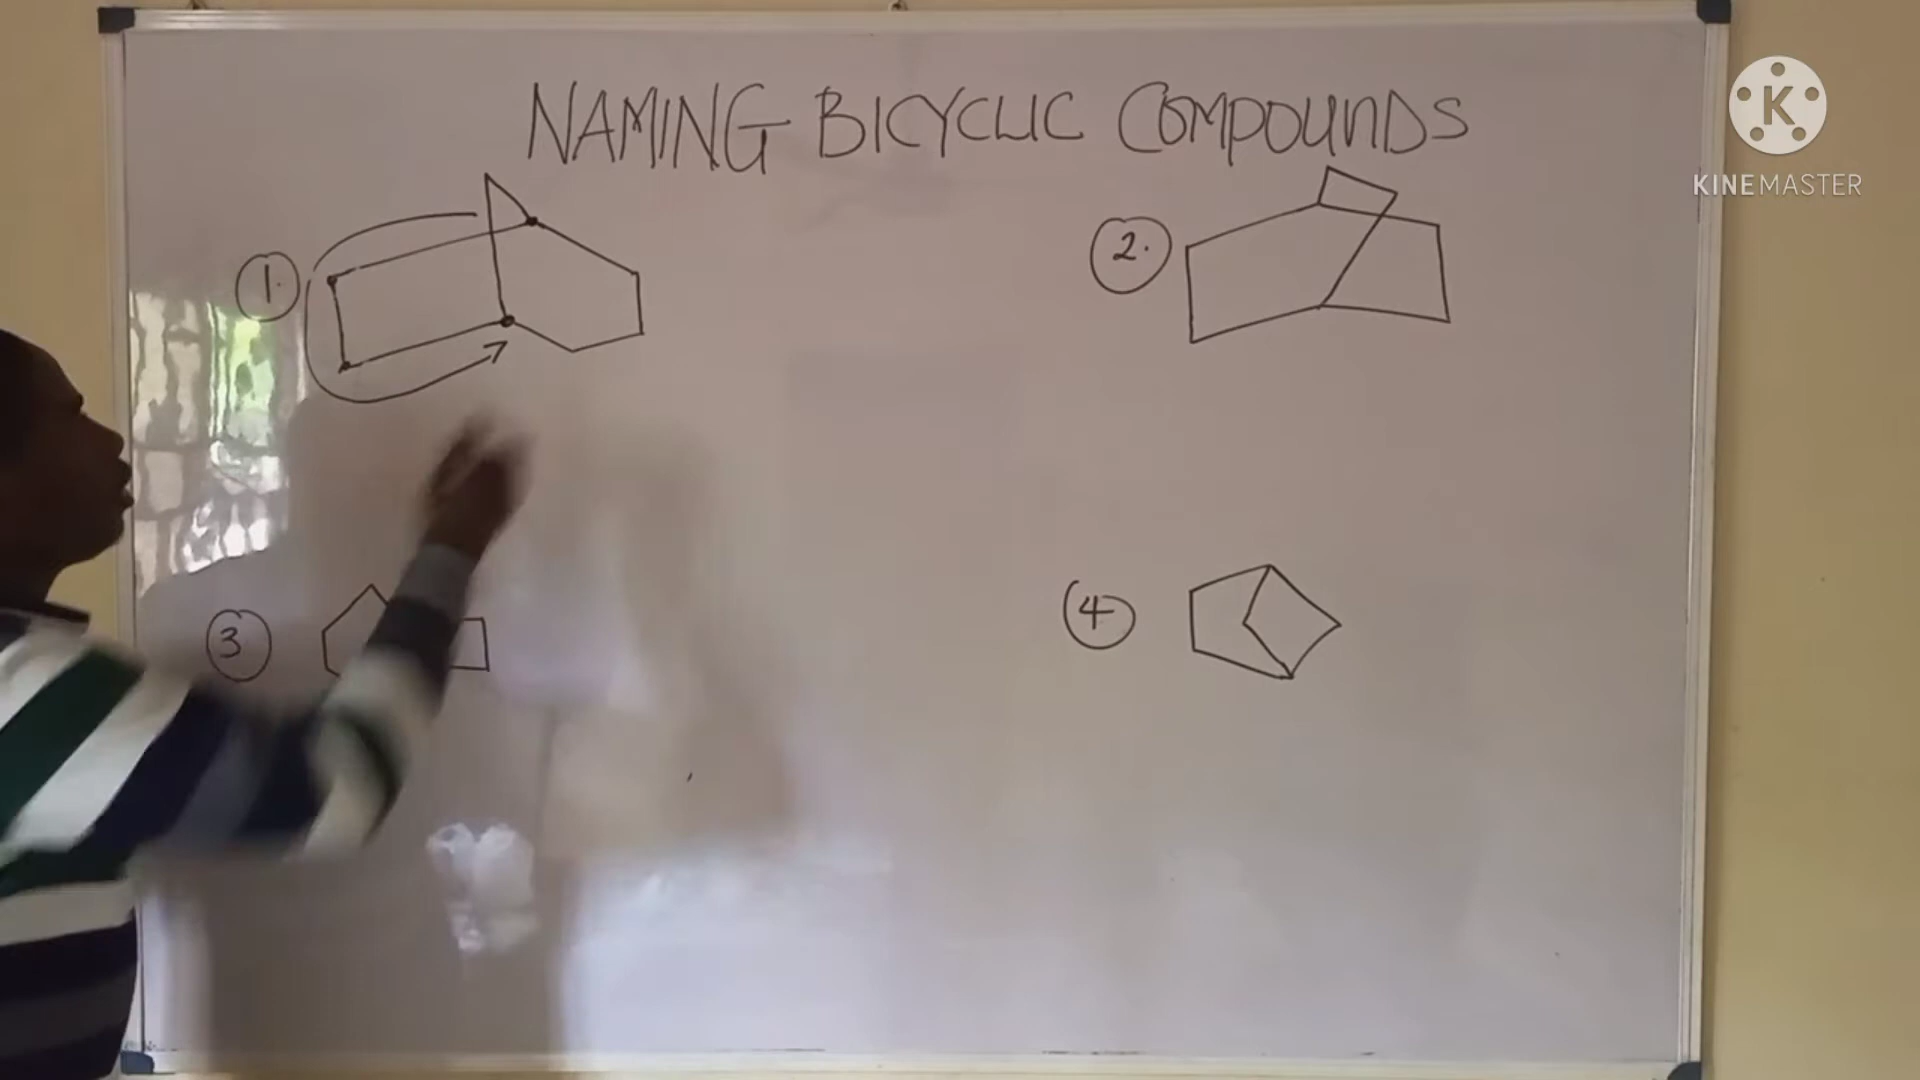 NAMING BICYCLIC COMPOUNDS
K
KINEMASTER
1.
2.
3
4